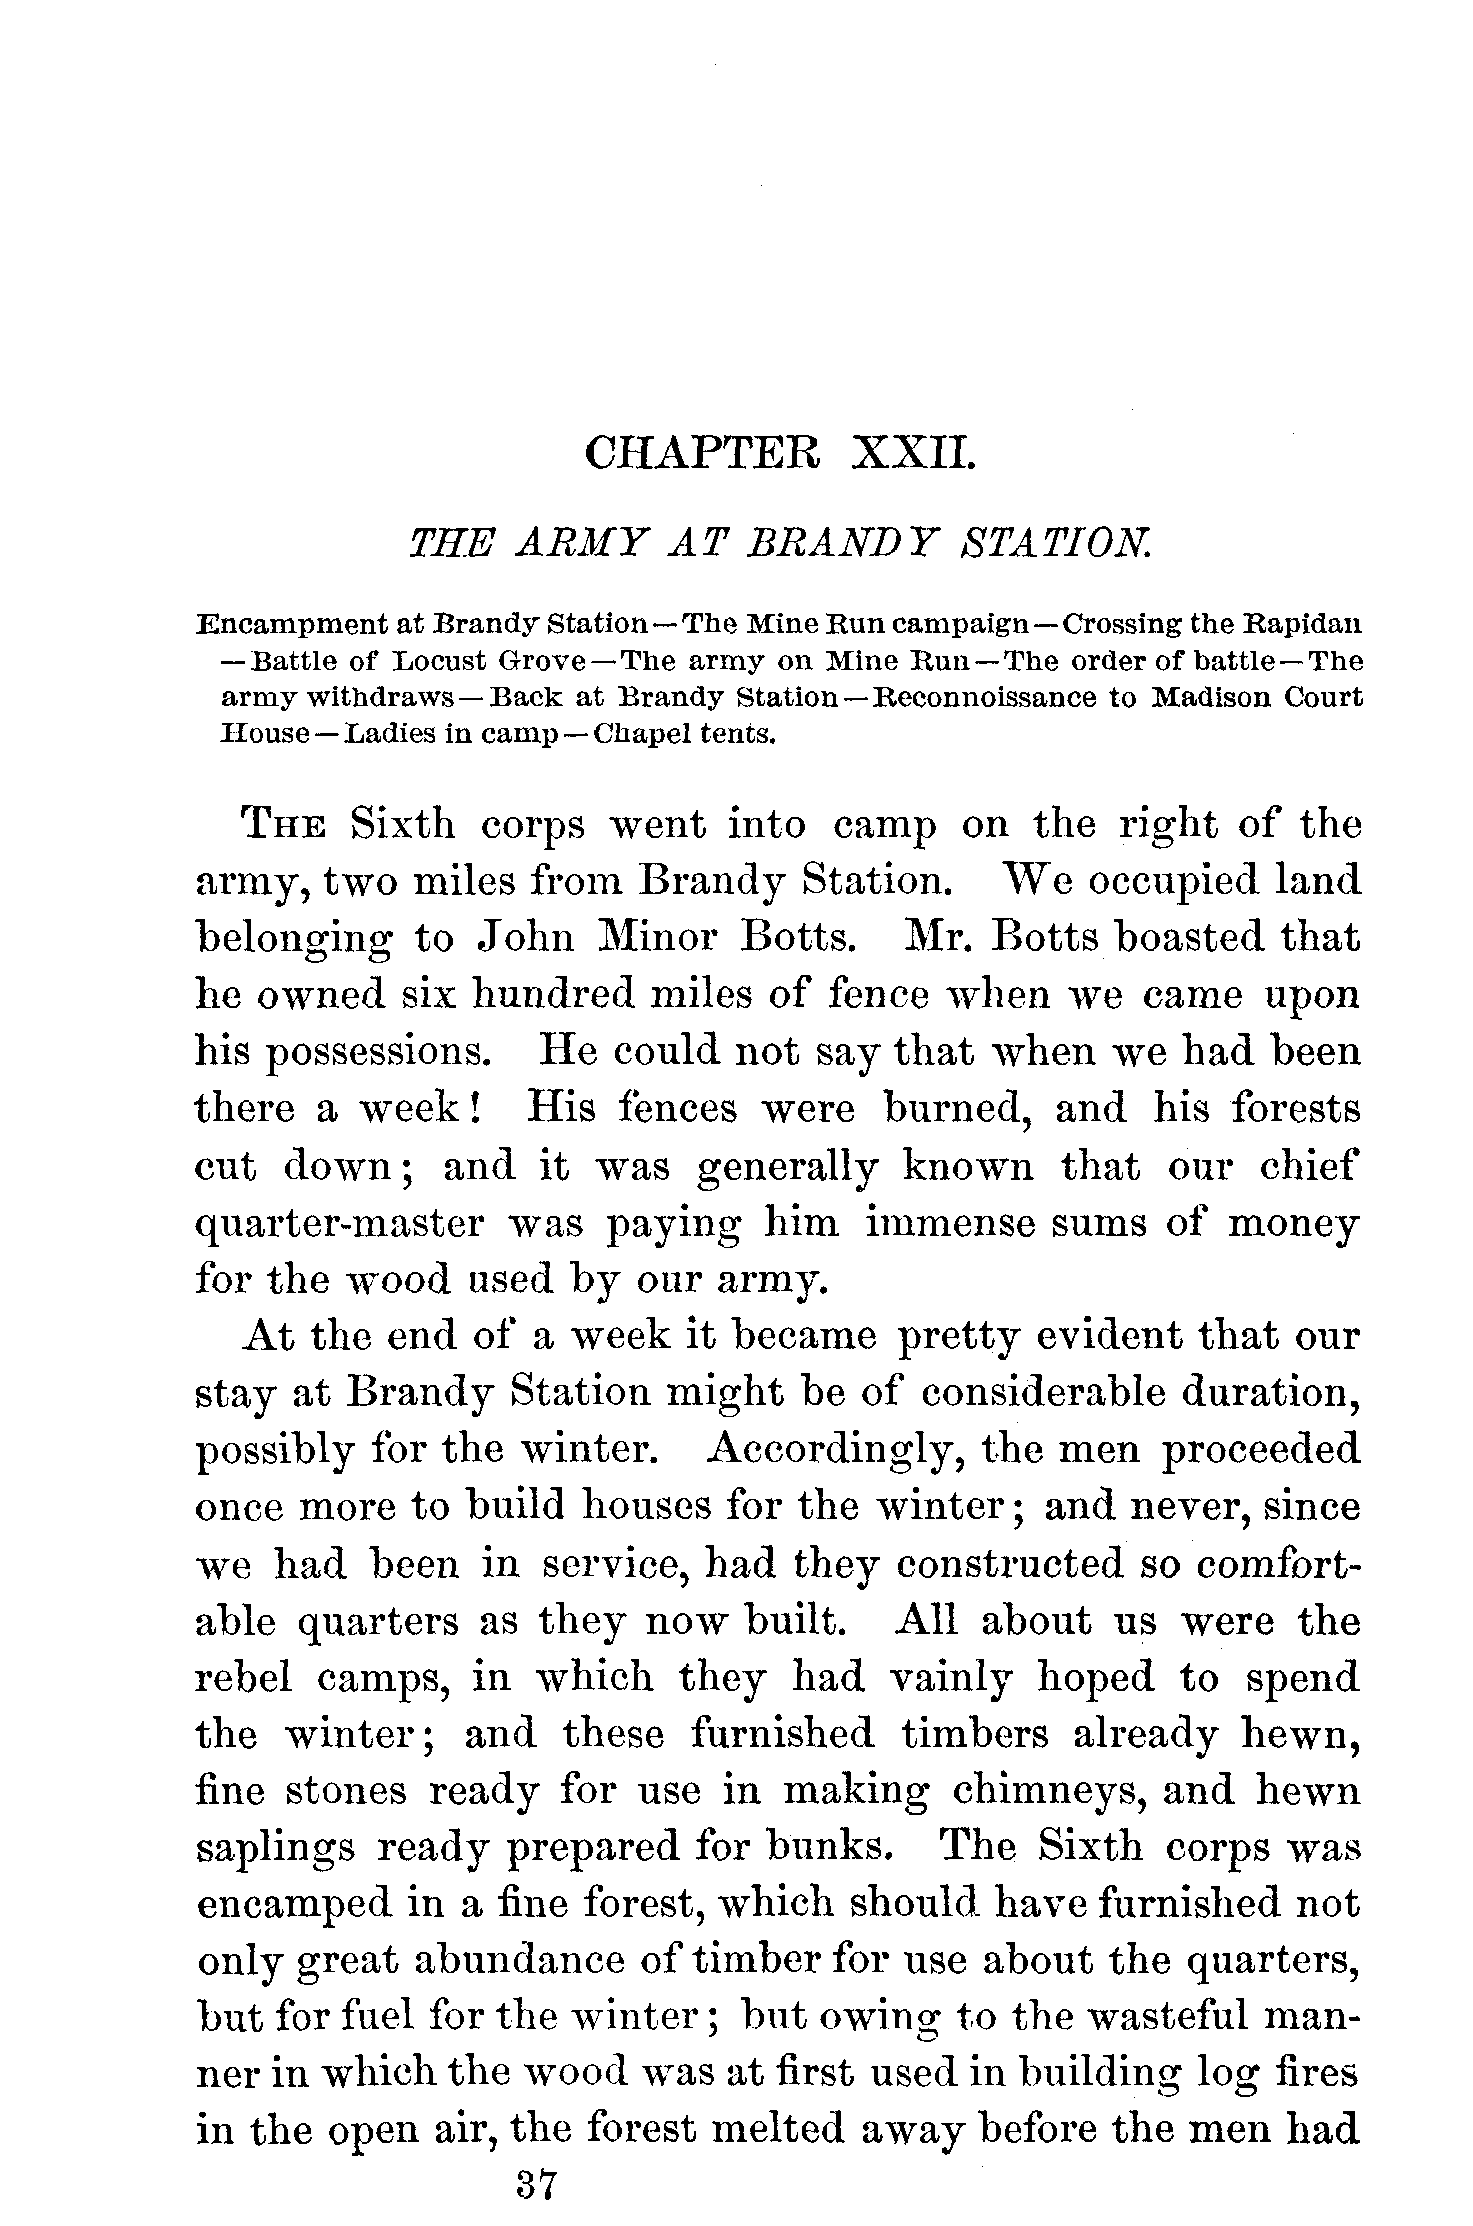 CHAPTER XXII.
THE ARMY AT BRANDY STATION.
Encampment at Brandy Station—The Mine Run campaign—Crossing the Rapidan
—Battle of Locust Grove—The army on Mine Run—The order of battle—The
army withdraws—Back at Brandy Station—Reconnoissance to Madison Court
House—Ladies in camp—Chapel tents.
THE Sixth corps went into camp on the right of the
army, two miles from Brandy Station. We occupied land
belonging to John Minor Botts. Mr. Botts boasted that
he owned six hundred miles of fence when we came upon
his possessions. He could not say that when we had been
there a week! His fences were burned, and his forests
cut down; and it was generally known that our chief
quarter-master was paying him immense sums of money
for the wood used by our army.
At the end of a week it became pretty evident that our
stay at Brandy Station might be of considerable duration,
possibly for the winter. Accordingly, the men proceeded
once more to build houses for the winter; and never, since
we had been in service, had they constructed so comfort-
able quarters as they now built. All about us were the
rebel camps, in which they had vainly hoped to spend
the winter; and these furnished timbers already hewn,
fine stones ready for use in making chimneys, and hewn
saplings ready prepared for bunks. The Sixth corps was
encamped in a fine forest, which should have furnished not
only great abundance of timber for use about the quarters,
but for fuel for the winter; but owing to the wasteful man-
ner in which the wood was at first used in building log fires
in the open air, the forest melted away before the men had
37